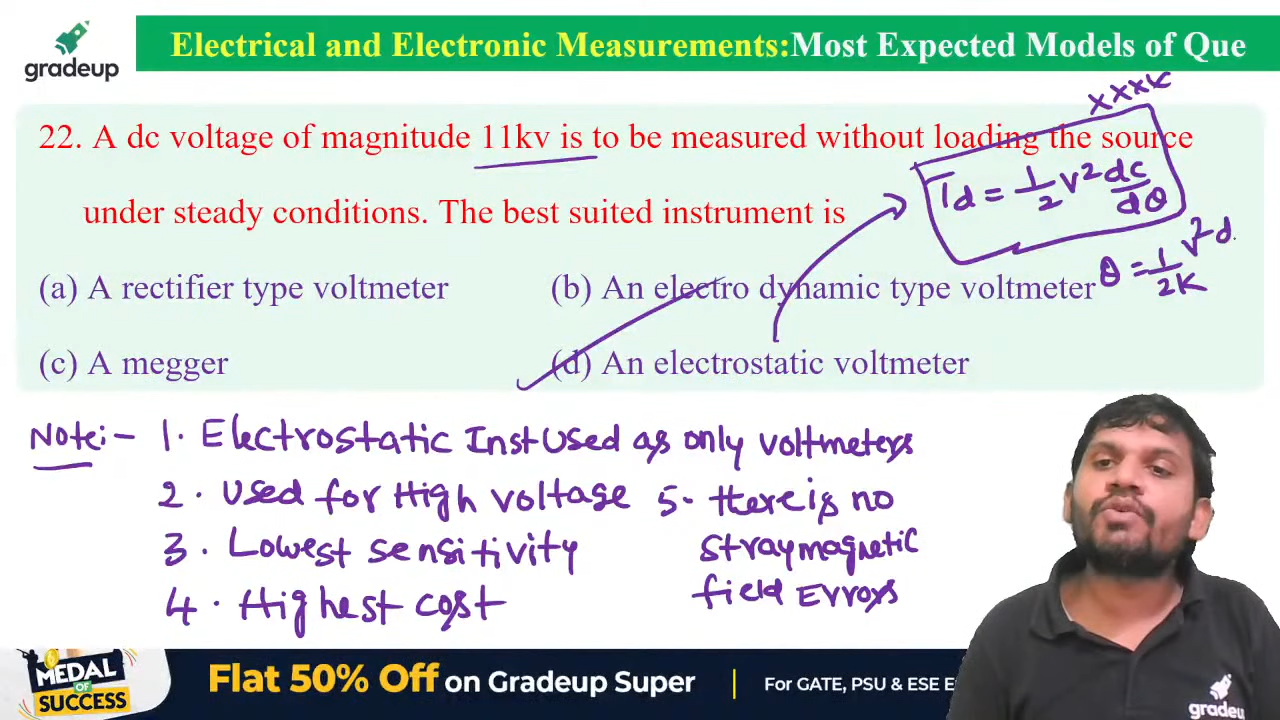 gradeup
Electrical and Electronic Measurements:Most Expected Models of Que
22. A dc voltage of magnitude 11kv is to be measured without loading the source
under steady conditions. The best suited instrument is
(a) A rectifier type voltmeter
(b) An electro dynamic type voltmeter
(c) A megger
(d) An electrostatic voltmeter
Td = 1/2 V² dc/dθ
θ = 1/2K V² d
Note:- 1. Electrostatic Inst Used as only voltmeters
2. Used for High voltage
3. Lowest sensitivity
4. Highest cost
5. there is no
stray magnetic
field Errors
MEDAL
OF
SUCCESS
Flat 50% Off on Gradeup Super
For GATE, PSU & ESE E
gradeup